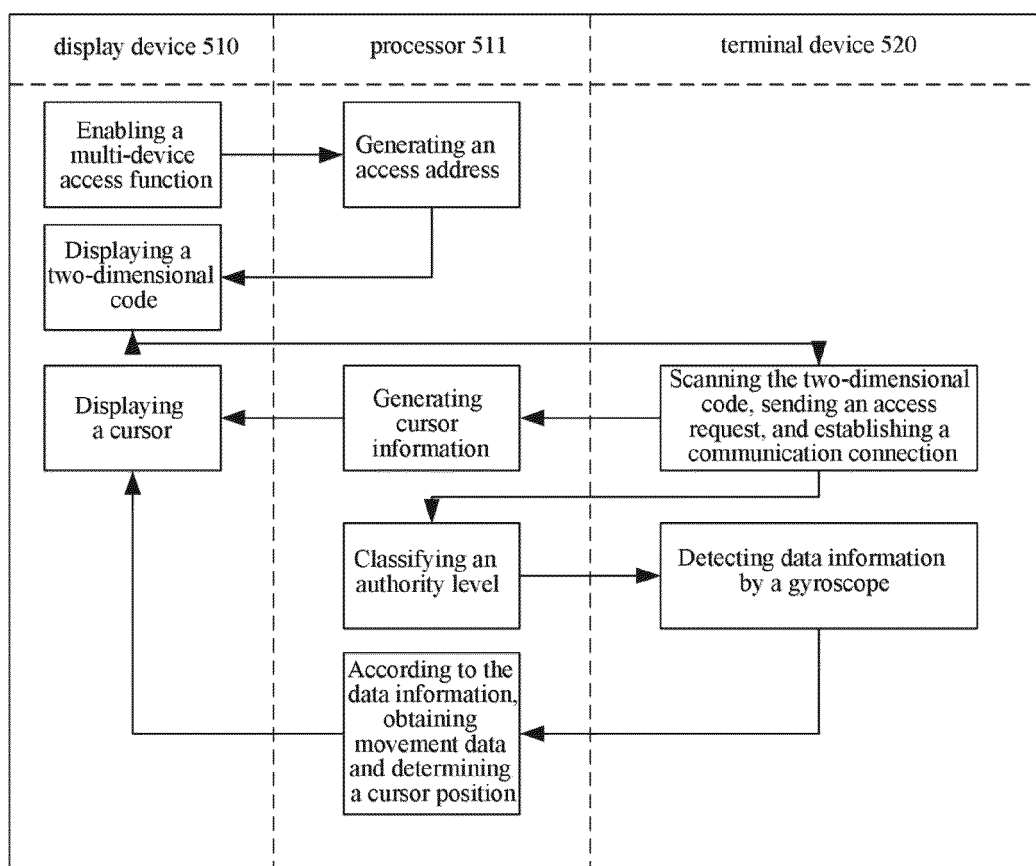 display device 510
processor 511
terminal device 520
Enabling a
multi-device
access function
Generating an
access address
Displaying a
two-dimensional
code
Displaying
a cursor
Generating
cursor
information
Scanning the two-dimensional
code, sending an access
request, and establishing a
communication connection
Classifying an
authority level
Detecting data information
by a gyroscope
According to the
data information,
obtaining
movement data
and determining
a cursor position